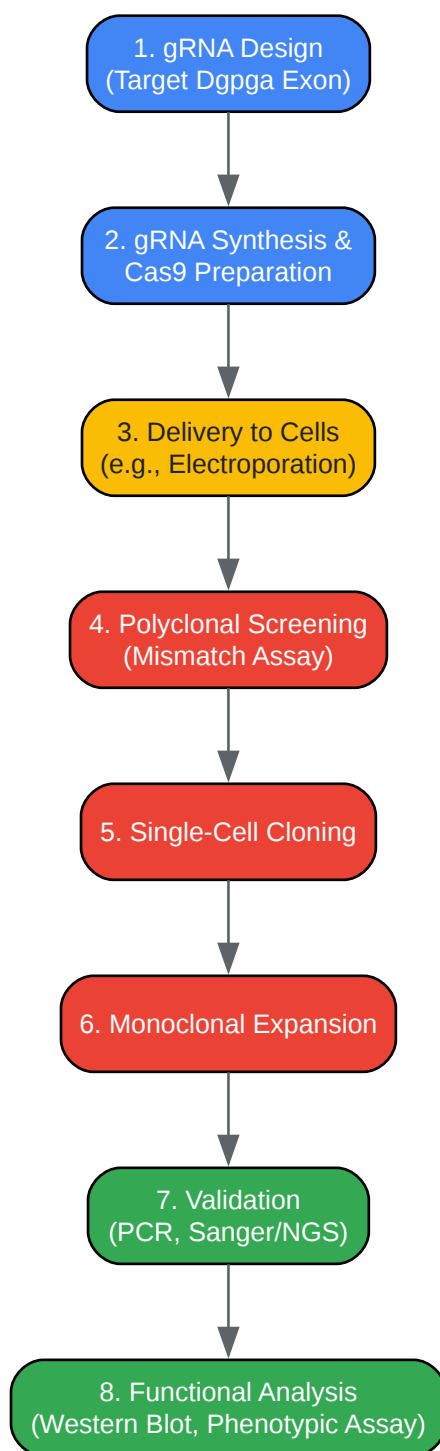 1. gRNA Design
(Target Dgpga Exon)
2. gRNA Synthesis &
Cas9 Preparation
3. Delivery to Cells
(e.g., Electroporation)
4. Polyclonal Screening
(Mismatch Assay)
5. Single-Cell Cloning
6. Monoclonal Expansion
7. Validation
(PCR, Sanger/NGS)
8. Functional Analysis
(Western Blot, Phenotypic Assay)